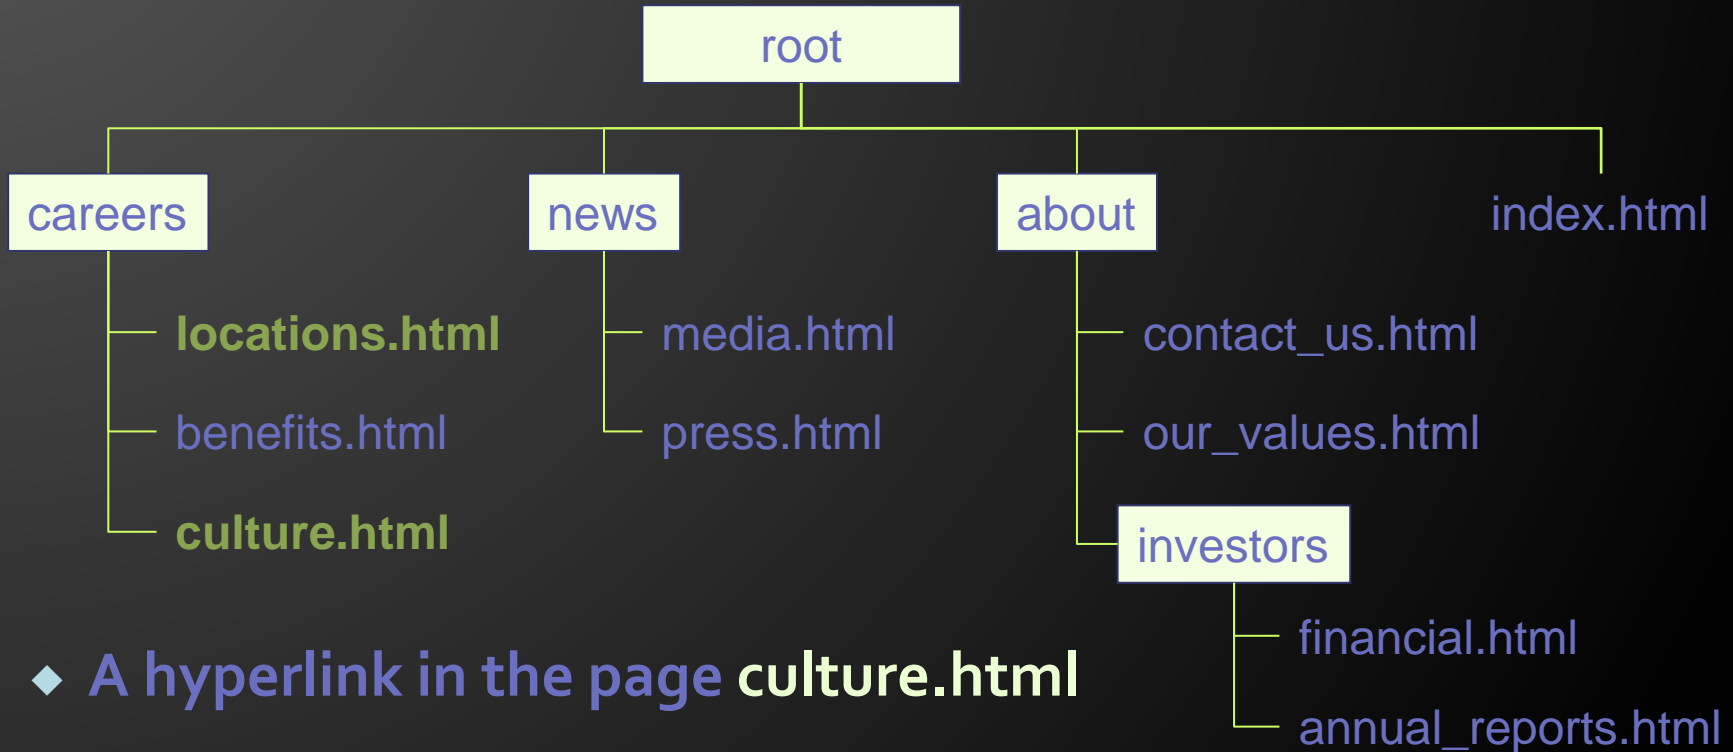 root
careers
news
about
index.html
locations.html
media.html
contact_us.html
benefits.html
press.html
our_values.html
culture.html
investors
financial.html
A hyperlink in the page culture.html
annual_reports.html